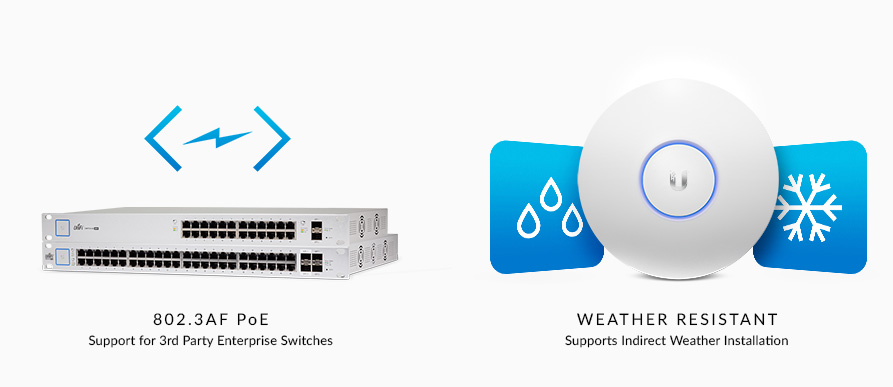 802.3AF PoE
Support for 3rd Party Enterprise Switches
WEATHER RESISTANT
Supports Indirect Weather Installation